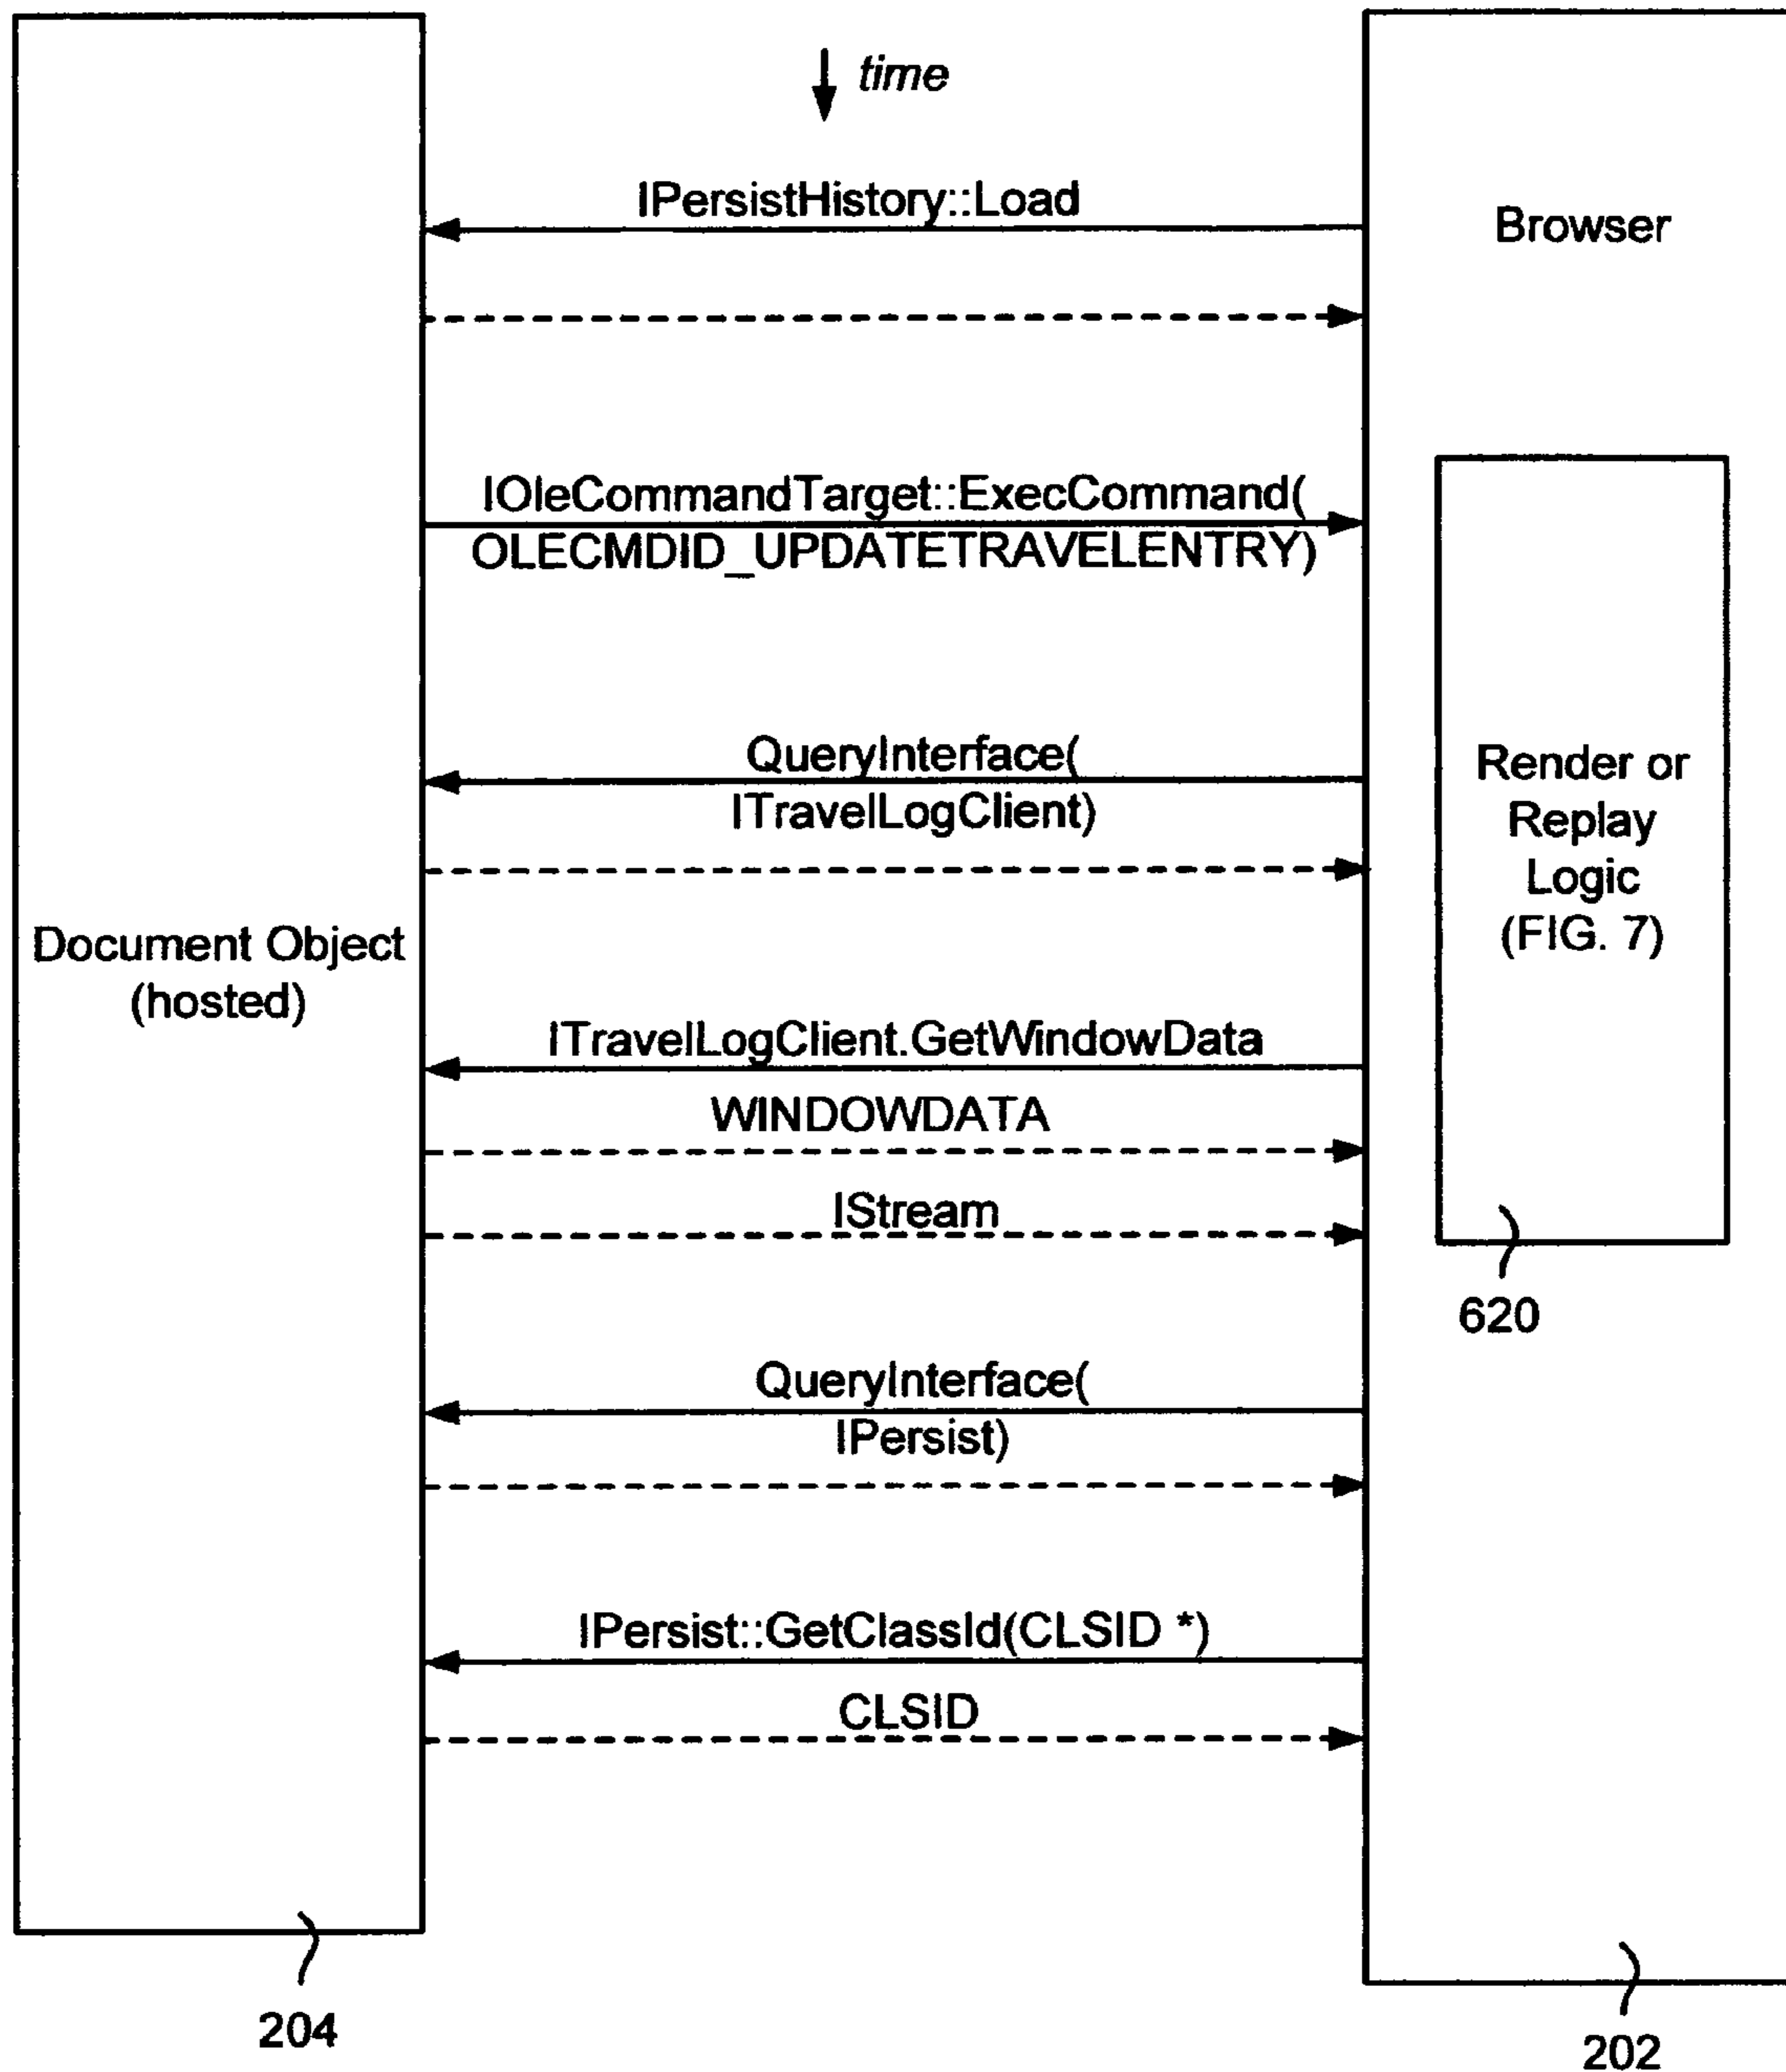 time
IPersistHistory::Load
Browser
IOleCommandTarget::ExecCommand(
OLECMDID_UPDATETRAVELENTRY)
QueryInterface(
ITravelLogClient)
Render or
Replay
Logic
(FIG. 7)
Document Object
(hosted)
ITravelLogClient.GetWindowData
WINDOWDATA
IStream
620
QueryInterface(
IPersist)
IPersist::GetClassId(CLSID *)
CLSID
204
202